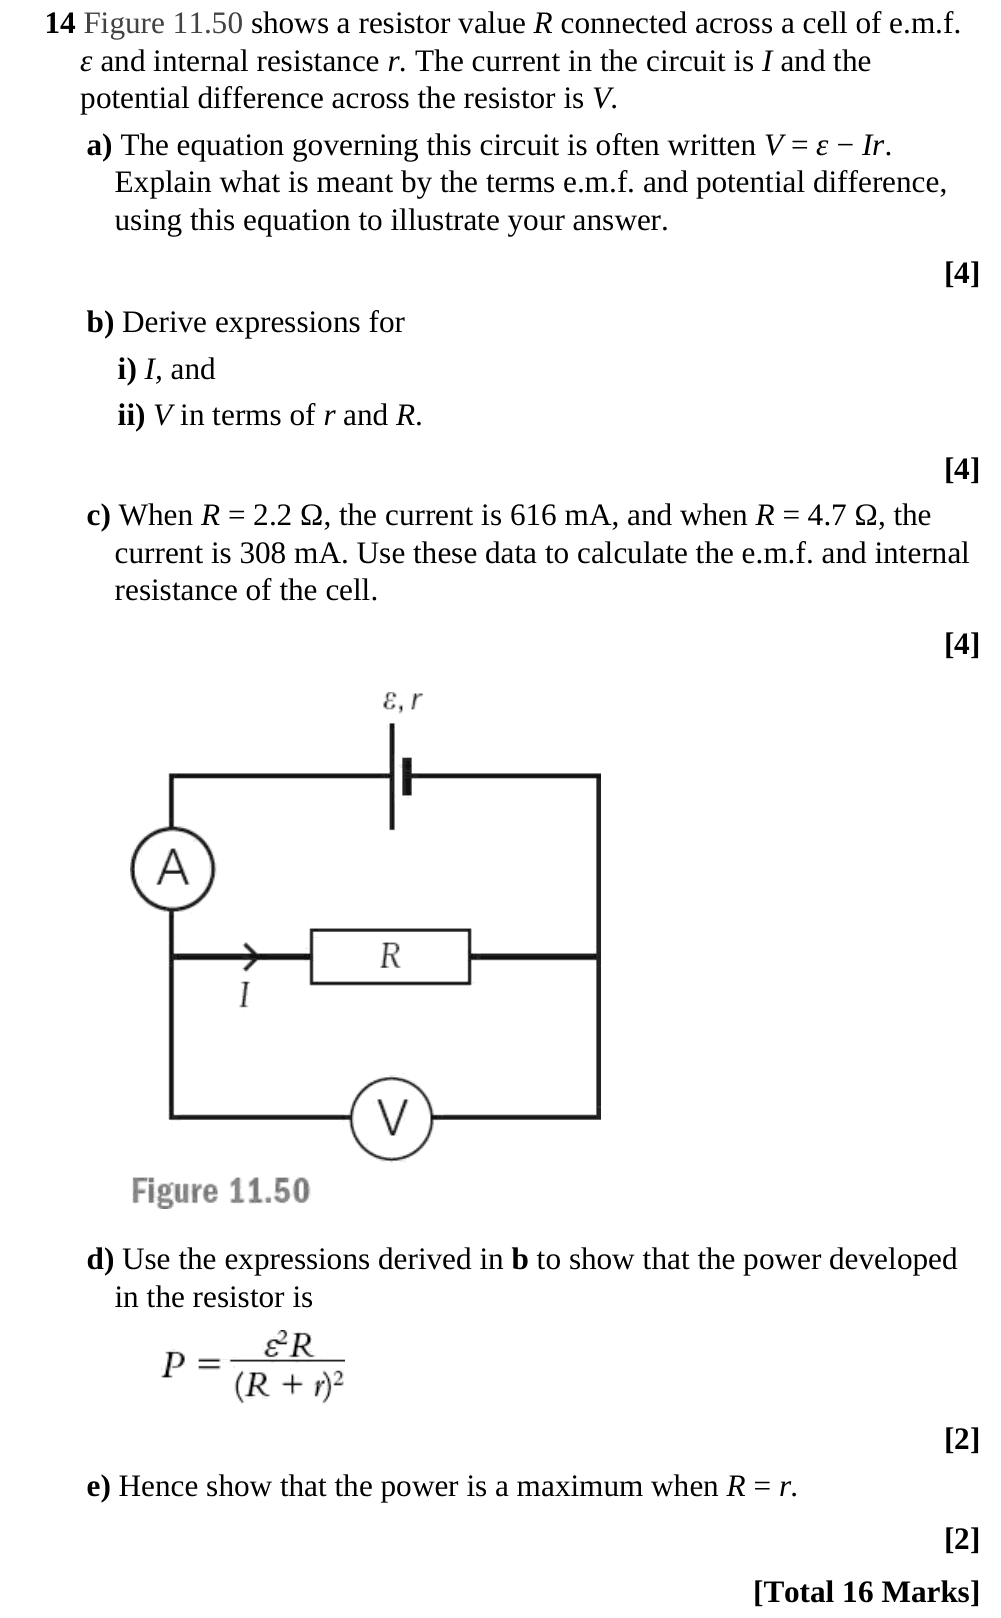 14 Figure 11.50 shows a resistor value R connected across a cell of e.m.f.
ε and internal resistance r. The current in the circuit is I and the
potential difference across the resistor is V.
a) The equation governing this circuit is often written V = ε − Ir.
Explain what is meant by the terms e.m.f. and potential difference,
using this equation to illustrate your answer.
[4]
b) Derive expressions for
i) I, and
ii) V in terms of r and R.
[4]
c) When R = 2.2 Ω, the current is 616 mA, and when R = 4.7 Ω, the
current is 308 mA. Use these data to calculate the e.m.f. and internal
resistance of the cell.
[4]
ε, r
A
R
I
V
Figure 11.50
d) Use the expressions derived in b to show that the power developed
in the resistor is
P = ε²R / (R + r)²
[2]
e) Hence show that the power is a maximum when R = r.
[2]
[Total 16 Marks]